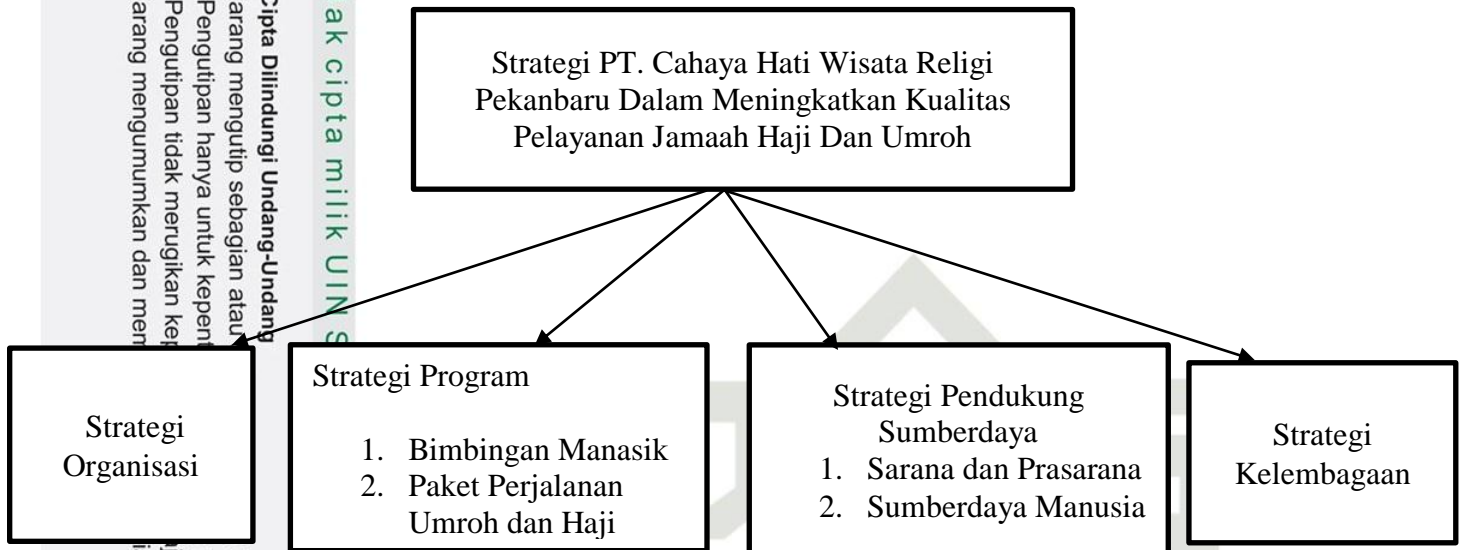 Strategi PT. Cahaya Hati Wisata Religi
Pekanbaru Dalam Meningkatkan Kualitas
Pelayanan Jamaah Haji Dan Umroh
Strategi
Organisasi
Strategi Program
1. Bimbingan Manasik
2. Paket Perjalanan
Umroh dan Haji
Strategi Pendukung
Sumberdaya
1. Sarana dan Prasarana
2. Sumberdaya Manusia
Strategi
Kelembagaan
ak cipta milik UIN S
Cipta Dilindungi Undang-Undang
arang mengutip sebagian atau
Pengutipan hanya untuk kepent
Pengutipan tidak merugikan kep
arang mengumumkan dan mem